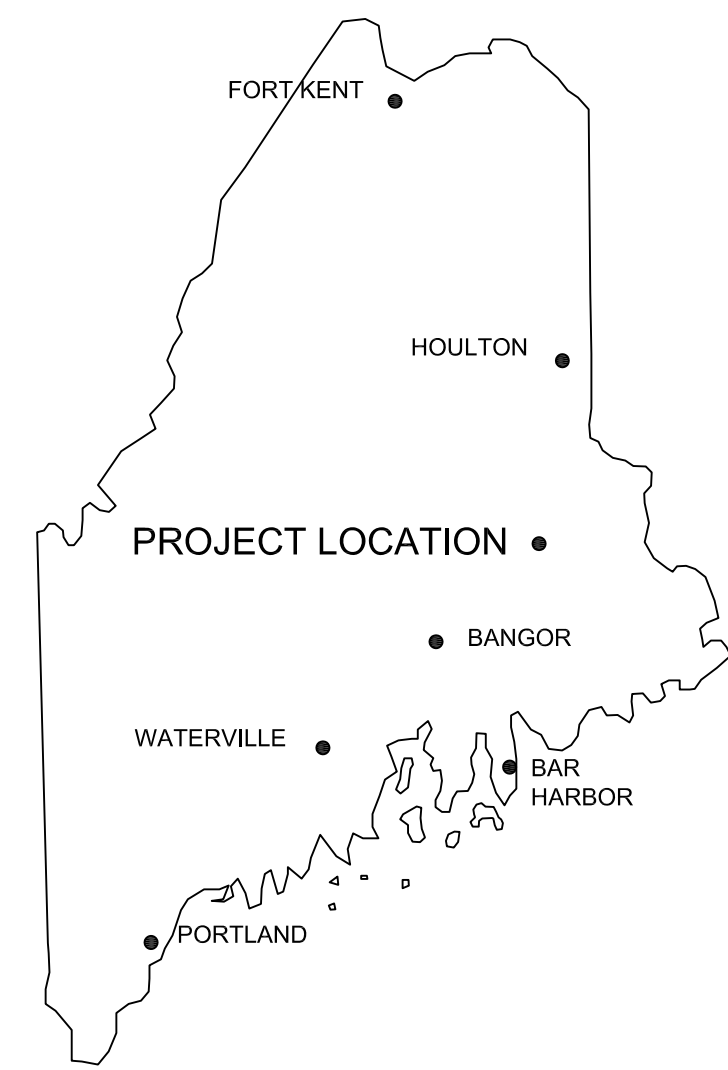 FORT KENT
HOULTON
PROJECT LOCATION
BANGOR
WATERVILLE
BAR
HARBOR
PORTLAND